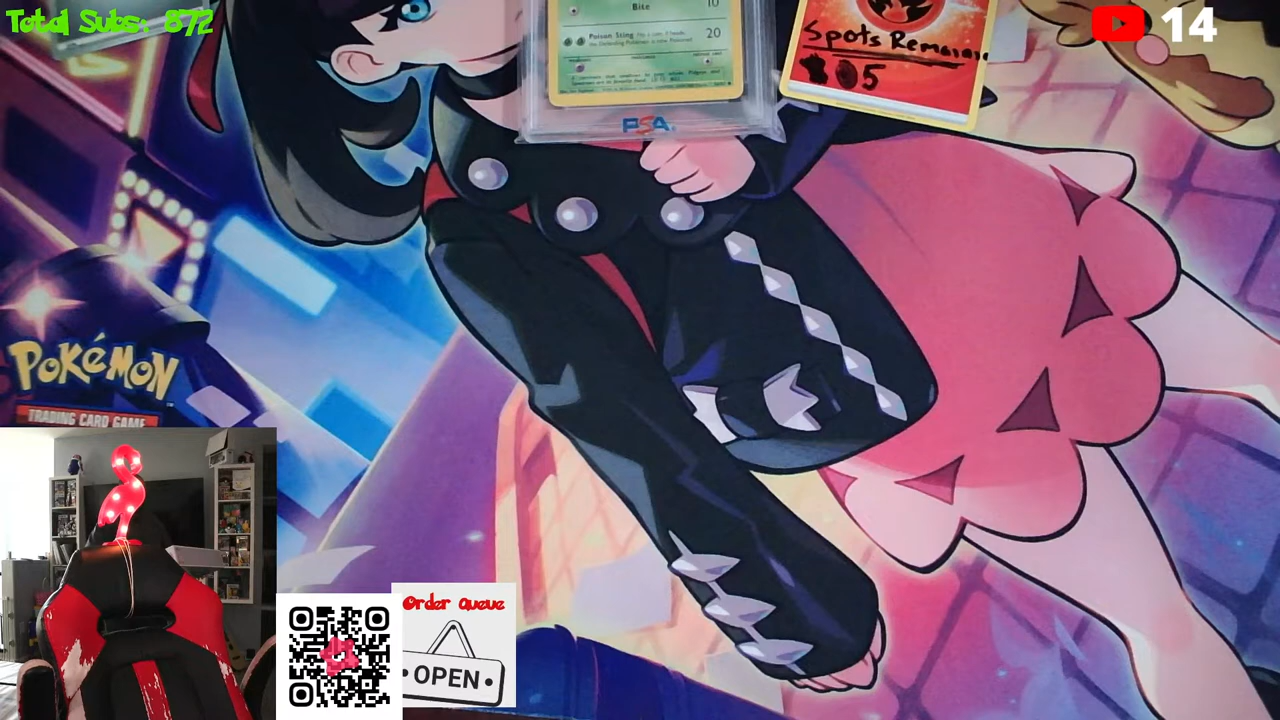 Total Subs: 872
Bite 10
Poison Sting
20
PSA
Spots Remaining
05
14
POKéMON
TRADING CARD GAME
Order Queue
OPEN